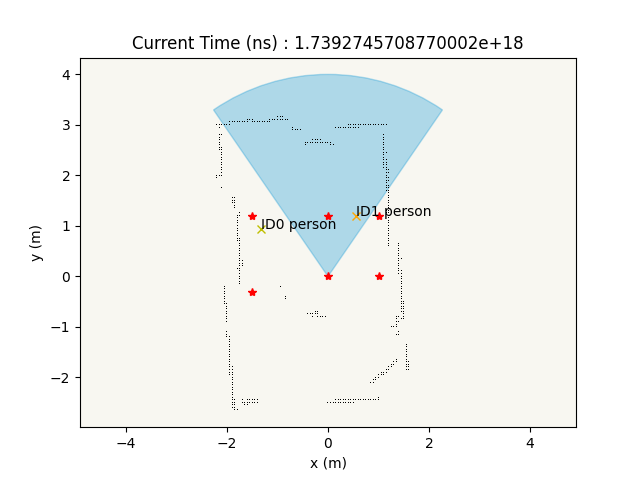 Current Time (ns) : 1.7392745708770002e+18
4
3
2
1
0
−1
−2
y (m)
ID1 person
ID0 person
−4
−2
0
2
4
x (m)